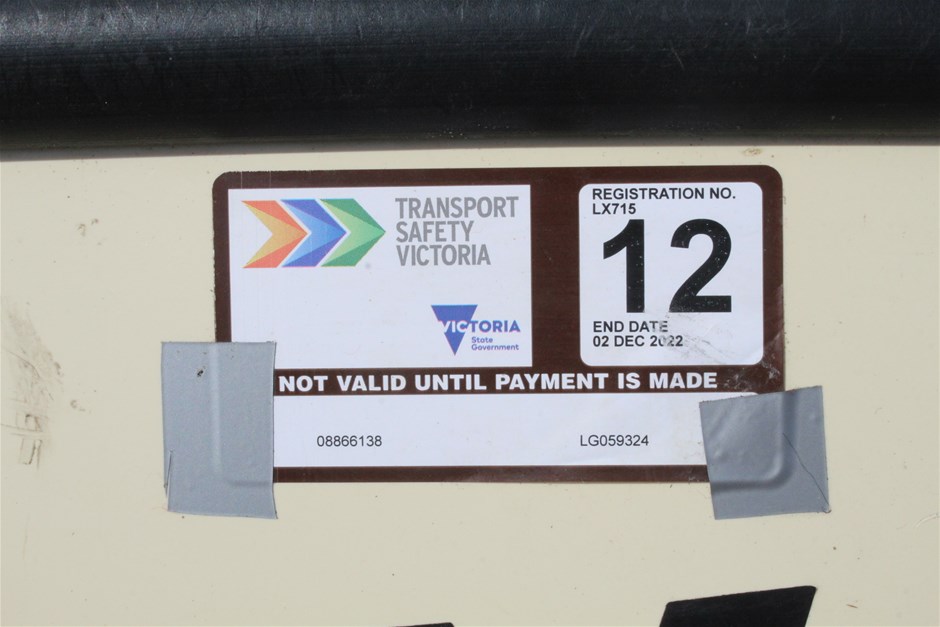 TRANSPORT
SAFETY
VICTORIA
VICTORIA
State
Government
REGISTRATION NO.
LX715
12
END DATE
02 DEC 2022
NOT VALID UNTIL PAYMENT IS MADE
08866138
LG059324